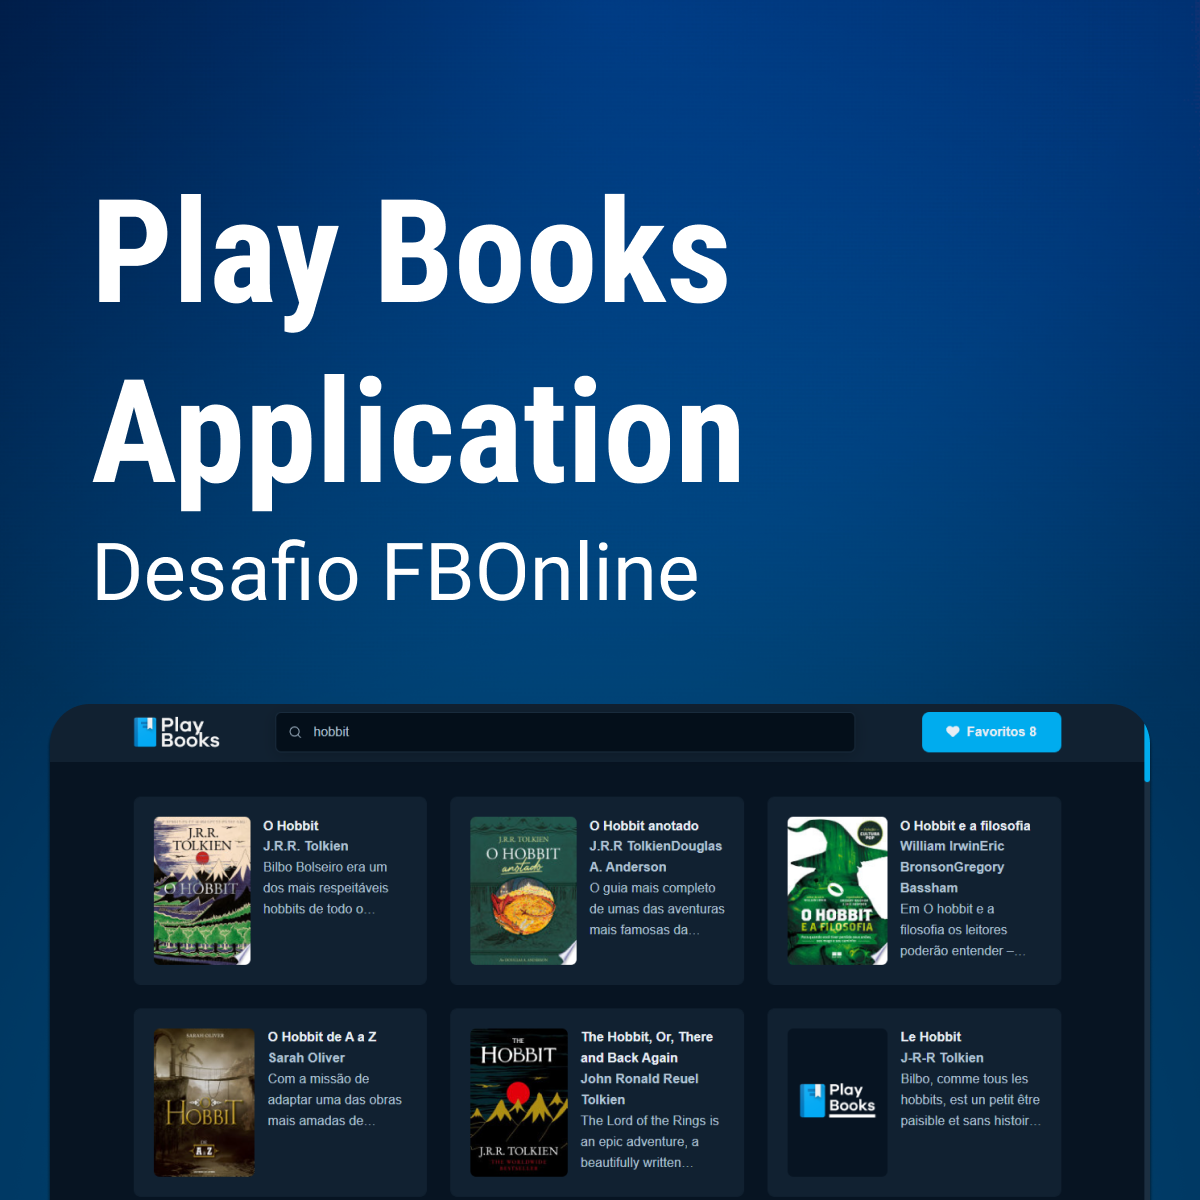 Play Books
Application
Desafio FBOnline
Play
Books
hobbit
Favoritos 8
J.R.R.
TOLKIEN
O HOBBIT
O Hobbit
J.R.R. Tolkien
Bilbo Bolseiro era um
dos mais respeitáveis
hobbits de todo o...
J.R.R. TOLKIEN
O HOBBIT
anotado
O Hobbit anotado
J.R.R TolkienDouglas
A. Anderson
O guia mais completo
de umas das aventuras
mais famosas da...
CULTURA
POP
O HOBBIT
E A FILOSOFIA
O Hobbit e a filosofia
William IrwinEric
BronsonGregory
Bassham
Em O hobbit e a
filosofia os leitores
poderão entender –...
SARAH OLIVER
O
HOBBIT
DE
A a Z
O Hobbit de A a Z
Sarah Oliver
Com a missão de
adaptar uma das obras
mais amadas de...
THE
HOBBIT
J.R.R. TOLKIEN
THE WORLDWIDE
BESTSELLER
The Hobbit, Or, There
and Back Again
John Ronald Reuel
Tolkien
The Lord of the Rings is
an epic adventure, a
beautifully written...
Play
Books
Le Hobbit
J-R-R Tolkien
Bilbo, comme tous les
hobbits, est un petit être
paisible et sans histoir...